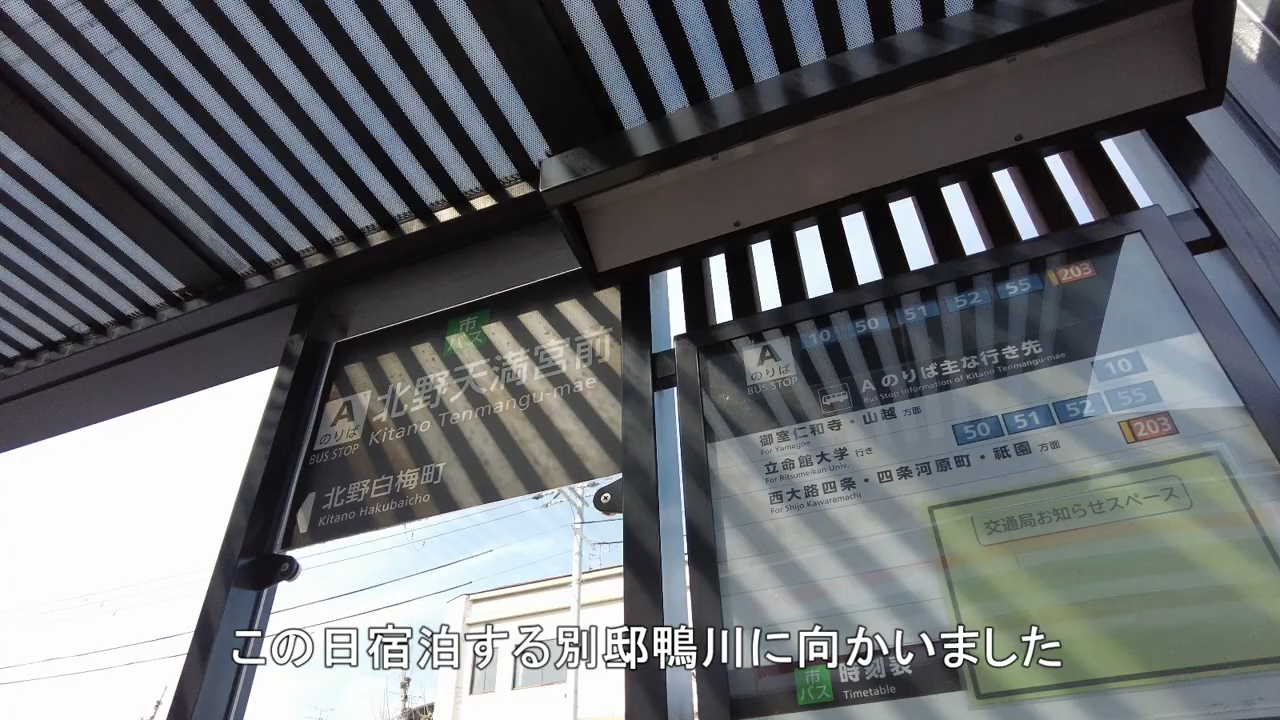 市バス
A のりば
BUS STOP
北野天満宮前
Kitano Tenmangu-mae
北野白梅町
Kitano Hakubaicho
A のりば
BUS STOP
10 50 51 52 55 203
A のりば主な行き先
Bus Stop Information of Kitano Tenmangu-mae
御室仁和寺・山越 方面 10
For Yamagoe
立命館大学 行き 50 51 52 55
For Ritsumeikan Univ.
西大路四条・四条河原町・祇園 方面 203
For Shijo Kawaramachi
交通局お知らせスペース
市バス
時刻表
Timetable
この日宿泊する別邸鴨川に向かいました